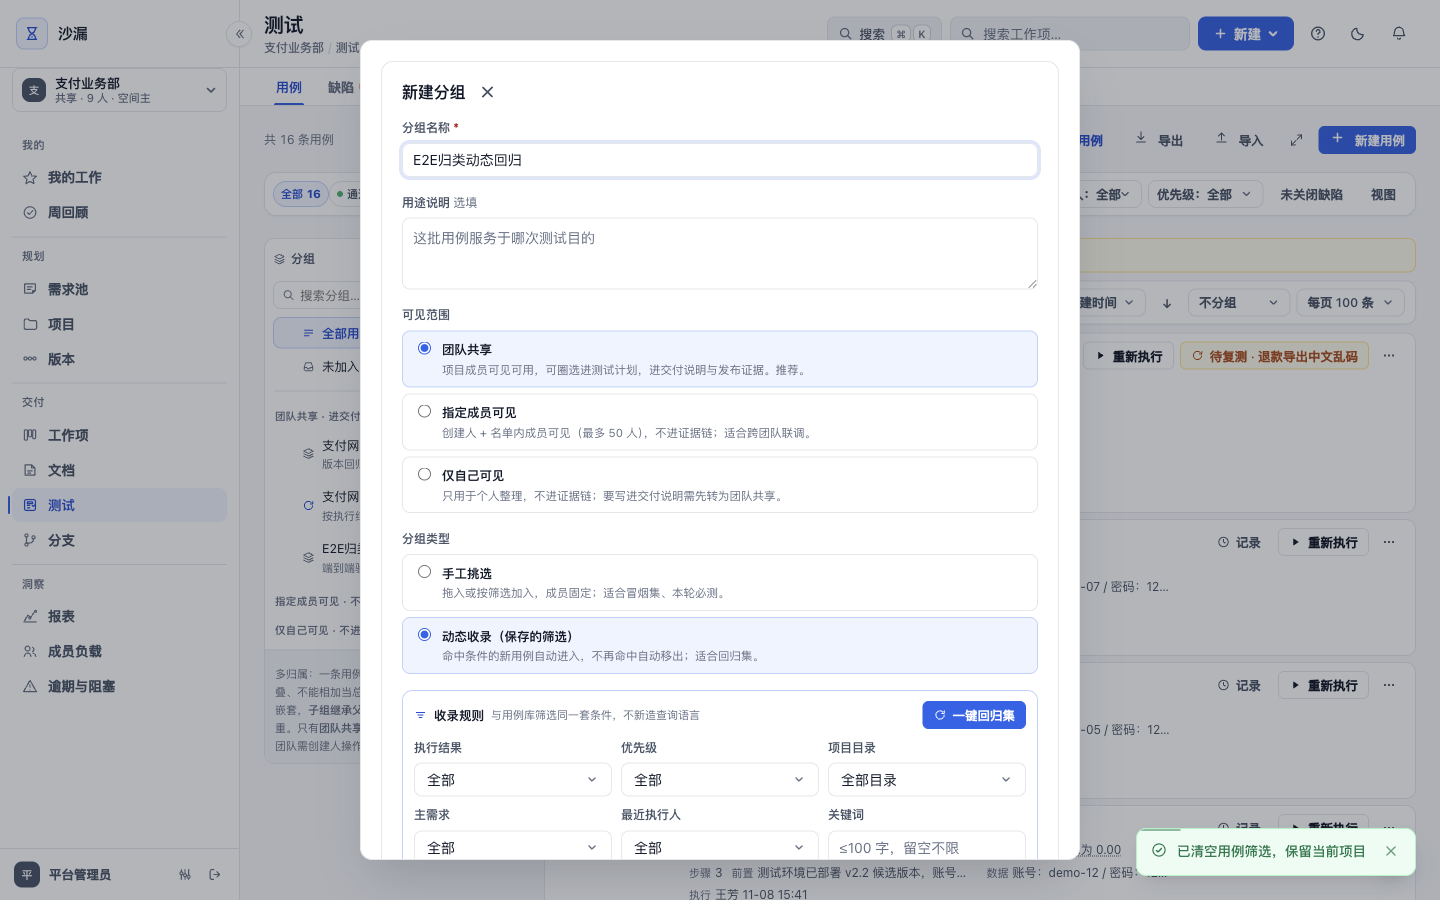 沙漏
测试
支付业务部 / 测试
搜索 ⌘ K
搜索工作项...
新建
支
支付业务部
共享 · 9 人 · 空间主
用例
缺陷
我的
我的工作
周回顾
规划
需求池
项目
版本
交付
工作项
文档
测试
分支
洞察
报表
成员负载
逾期与阻塞
平
平台管理员
共 16 条用例
用例
导出
导入
新建用例
全部 16
通
人：全部
优先级：全部
未关闭缺陷
视图
分组
搜索分组...
全部用
未加入
团队共享 · 进交付
支付网
版本回归
支付网
按执行结
E2E归类
端到端
指定成员可见 · 不
仅自己可见 · 不进
多归属：一条用例
叠、不能相加当总
嵌套，子组继承父
重。只有团队共享
团队需创建人操作
建时间
不分组
每页 100 条
重新执行
待复测 · 退款导出中文乱码
记录
重新执行
-07 / 密码：12...
记录
重新执行
-05 / 密码：12...
记录
重新执行
为 0.00
步骤 3 前置 测试环境已部署 v2.2 候选版本，账号... 数据 账号：demo-12 / 密码：12...
执行 王芳 11-08 15:41
新建分组
分组名称 *
E2E归类动态回归
用途说明 选填
这批用例服务于哪次测试目的
可见范围
团队共享
项目成员可见可用，可圈选进测试计划，进交付说明与发布证据。推荐。
指定成员可见
创建人 + 名单内成员可见（最多 50 人），不进证据链；适合跨团队联调。
仅自己可见
只用于个人整理，不进证据链；要写进交付说明需先转为团队共享。
分组类型
手工挑选
拖入或按筛选加入，成员固定；适合冒烟集、本轮必测。
动态收录（保存的筛选）
命中条件的新用例自动进入，不再命中自动移出；适合回归集。
收录规则 与用例库筛选同一套条件，不新造查询语言
一键回归集
执行结果
优先级
项目目录
全部
全部
全部目录
主需求
最近执行人
关键词
全部
全部
≤100 字，留空不限
已清空用例筛选，保留当前项目